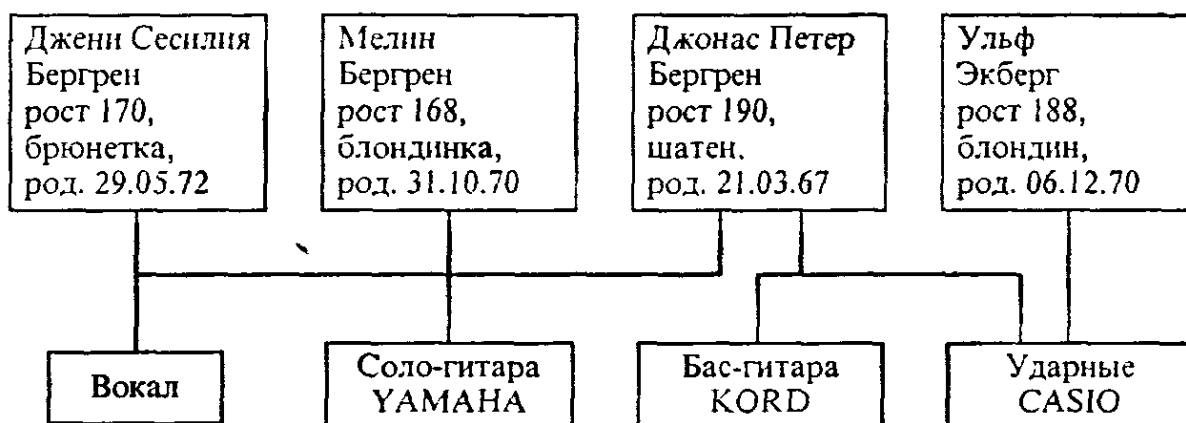 Джени Сесилия
Бергрен
рост 170,
брюнетка,
род. 29.05.72
Мелин
Бергрен
рост 168,
блондинка,
род. 31.10.70
Джонас Петер
Бергрен
рост 190,
шатен.
род. 21.03.67
Ульф
Экберг
рост 188,
блондин,
род. 06.12.70
Вокал
Соло-гитара
YAMAHA
Бас-гитара
KORD
Ударные
CASIO